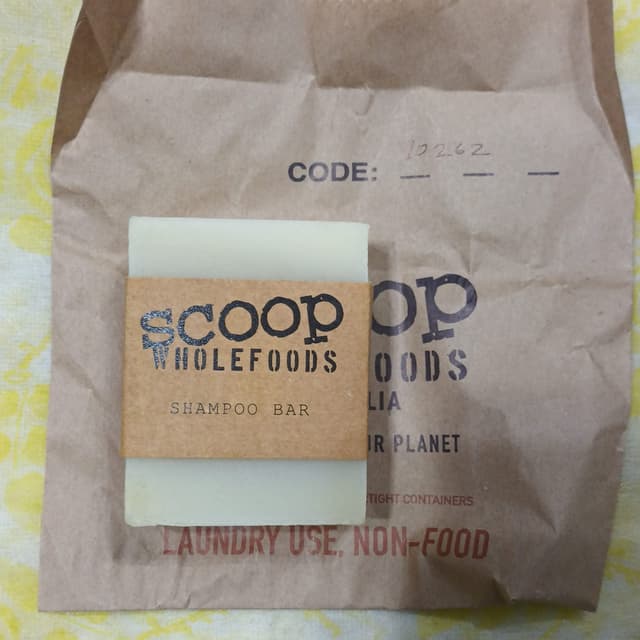 10262
CODE:
SCOOP
WHOLEFOODS
SHAMPOO BAR
OP
OODS
LIA
UR PLANET
TIGHT CONTAINERS
LAUNDRY USE, NON-FOOD